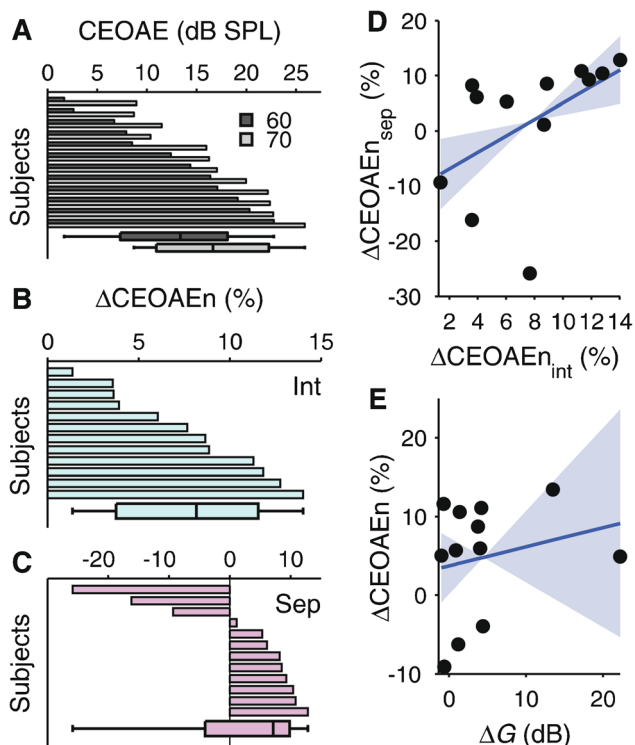 A
CEOAE (dB SPL)
0 5 10 15 20 25
60
70
Subjects
B
ΔCEOAEn (%)
0 5 10 15
Int
Subjects
C
-20 -10 0 10
Sep
Subjects
D
20
10
0
-10
-20
-30
ΔCEOAEn_sep (%)
2 4 6 8 10 12 14
ΔCEOAEn_int (%)
E
20
10
0
-10
ΔCEOAEn (%)
0 10 20
ΔG (dB)